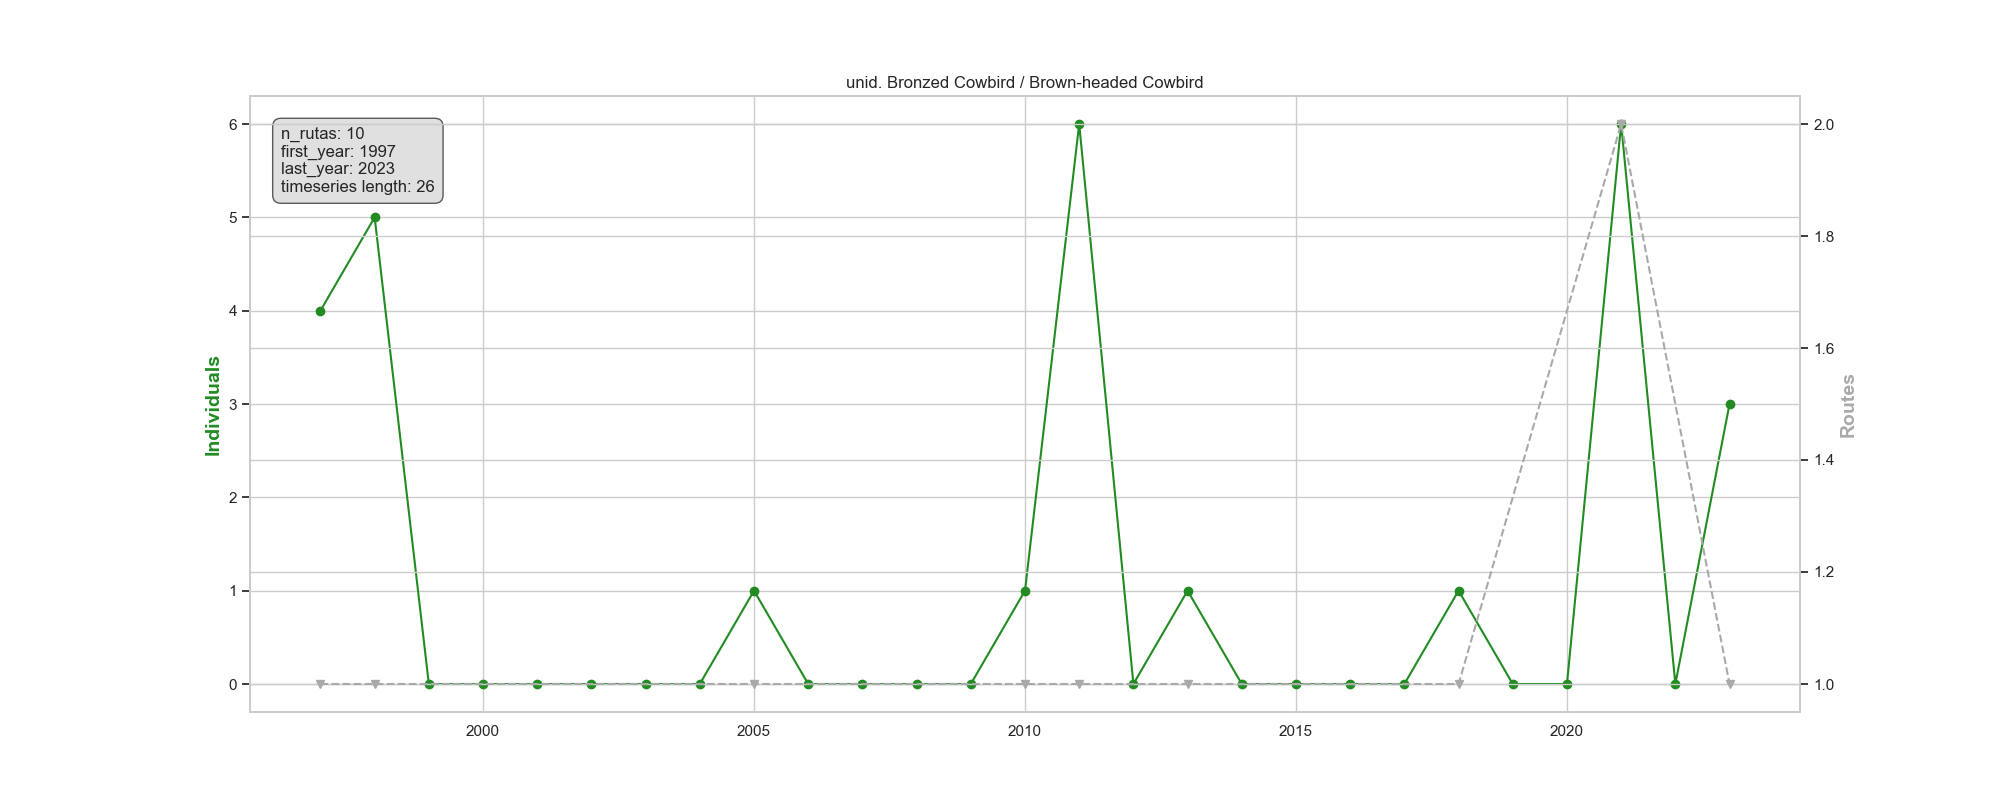 unid. Bronzed Cowbird / Brown-headed Cowbird
n_rutas: 10
first_year: 1997
last_year: 2023
timeseries length: 26
6
5
4
3
2
1
0
Individuals
2.0
1.8
1.6
1.4
1.2
1.0
Routes
2000 2005 2010 2015 2020